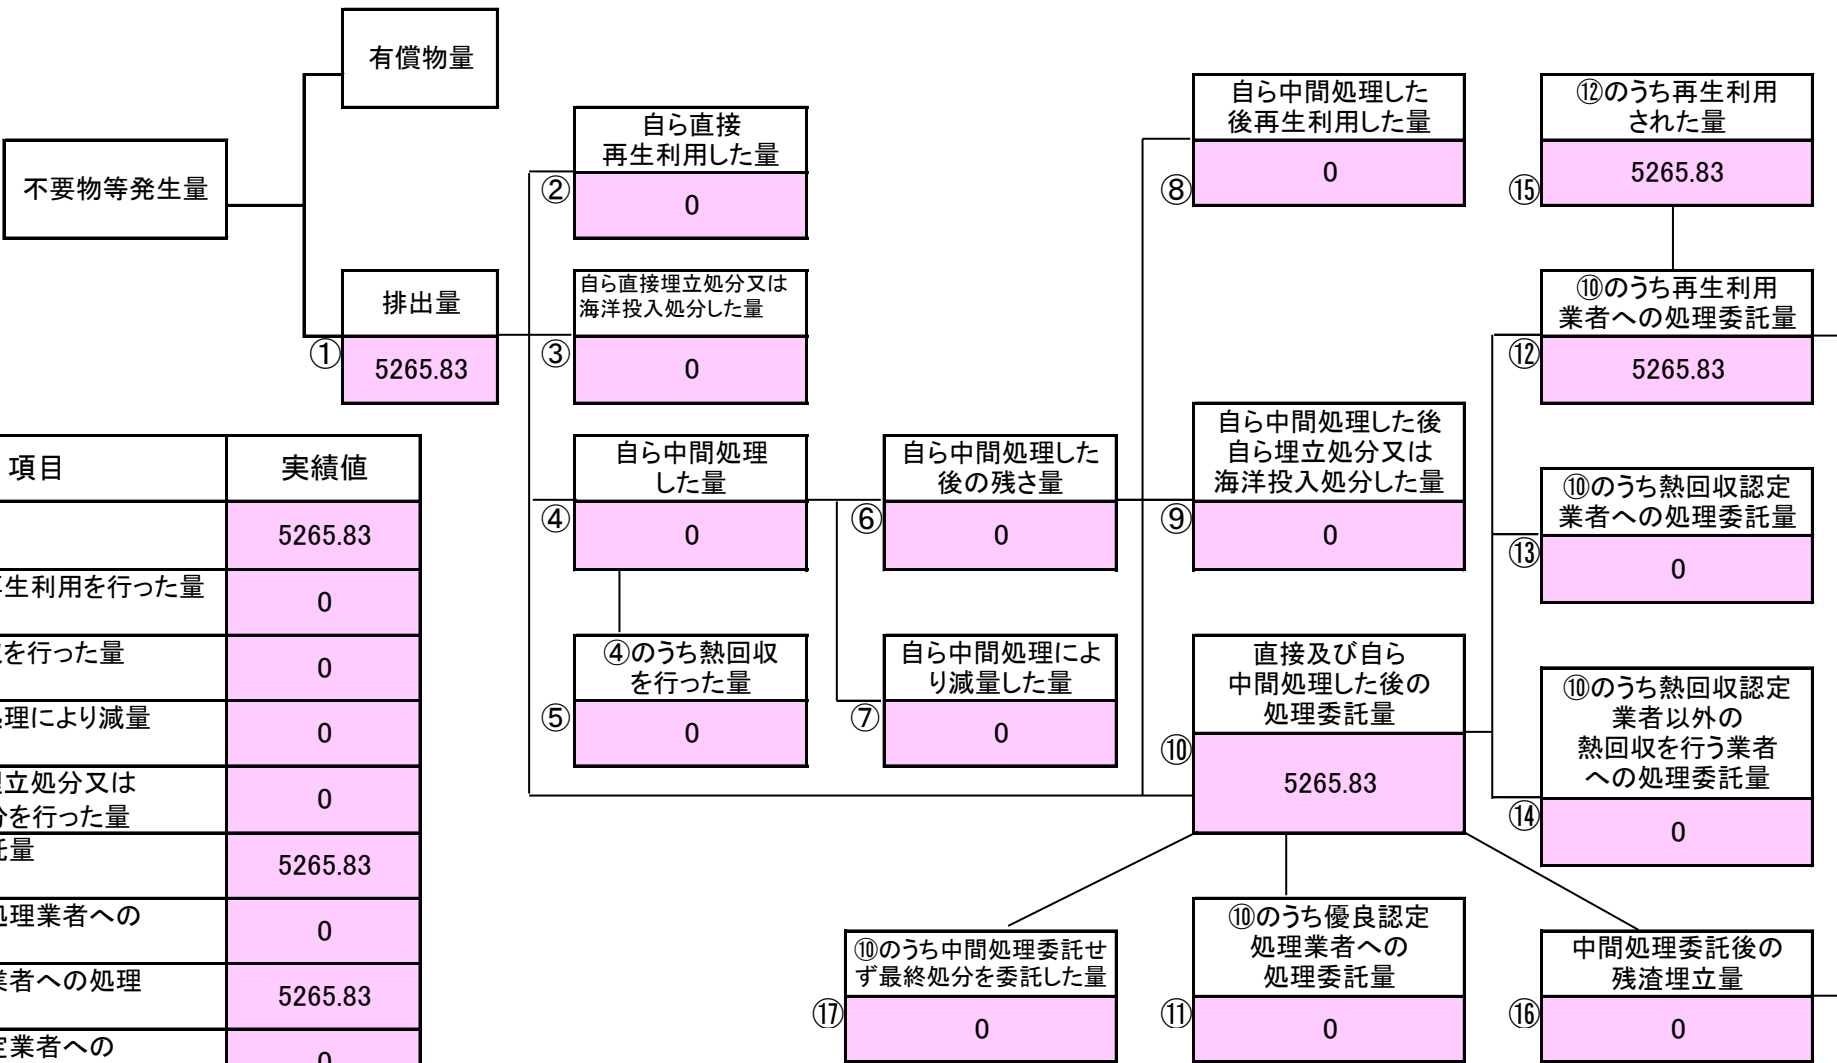 有償物量
不要物等発生量
排出量
①
5265.83
自ら直接
再生利用した量
②
0
自ら直接埋立処分又は
海洋投入処分した量
③
0
自ら中間処理
した量
④
0
④のうち熱回収
を行った量
⑤
0
自ら中間処理した
後の残さ量
⑥
0
自ら中間処理によ
り減量した量
⑦
0
自ら中間処理した
後再生利用した量
⑧
0
自ら中間処理した後
自ら埋立処分又は
海洋投入処分した量
⑨
0
直接及び自ら
中間処理した後の
処理委託量
⑩
5265.83
⑫のうち再生利用
された量
⑮
5265.83
⑩のうち再生利用
業者への処理委託量
⑫
5265.83
⑩のうち熱回収認定
業者への処理委託量
⑬
0
⑩のうち熱回収認定
業者以外の
熱回収を行う業者
への処理委託量
⑭
0
⑩のうち中間処理委託せ
ず最終処分を委託した量
⑰
0
⑩のうち優良認定
処理業者への
処理委託量
⑪
0
中間処理委託後の
残渣埋立量
⑯
0
項目
実績値
5265.83
生利用を行った量
0
を行った量
0
理により減量
0
立処分又は
を行った量
0
量
5265.83
処理業者への
0
業者への処理
5265.83
業者への
0